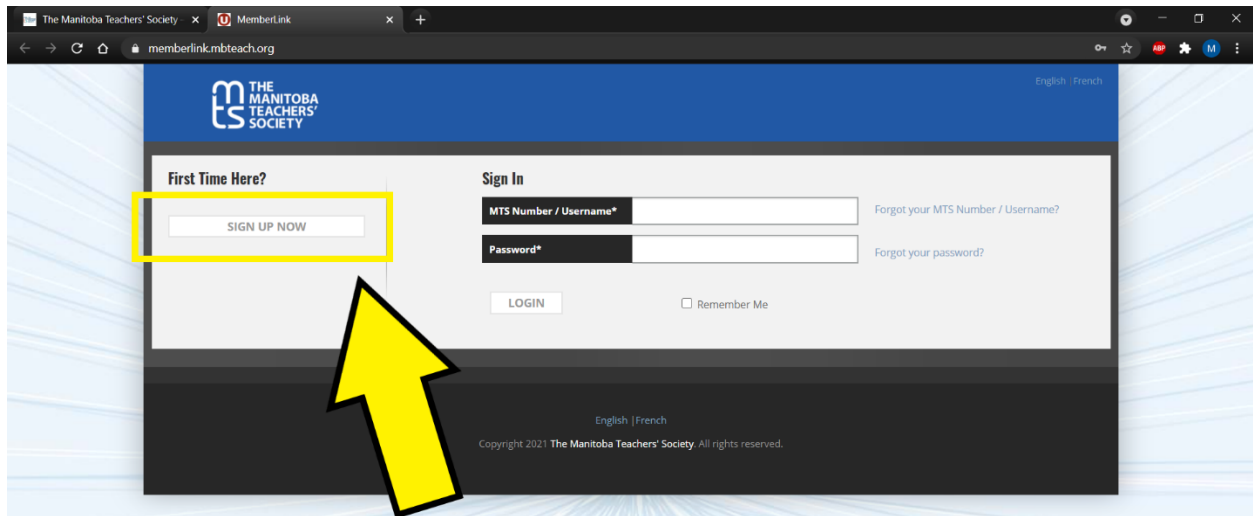 The Manitoba Teachers' Society
MemberLink
memberlink.mbteach.org
ABP
M
mts THE
MANITOBA
TEACHERS'
SOCIETY
English |French
First Time Here?
SIGN UP NOW
Sign In
MTS Number / Username*
Forgot your MTS Number / Username?
Password*
Forgot your password?
LOGIN
Remember Me
English |French
Copyright 2021 The Manitoba Teachers' Society. All rights reserved.